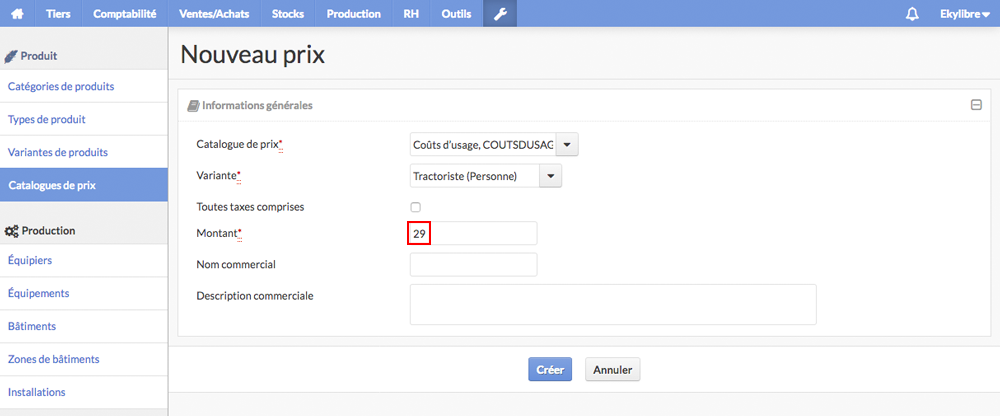 Tiers Comptabilité Ventes/Achats Stocks Production RH Outils Ekylibre
Produit
Catégories de produits
Types de produit
Variantes de produits
Catalogues de prix
Production
Équipiers
Équipements
Bâtiments
Zones de bâtiments
Installations
Nouveau prix
Informations générales
Catalogue de prix* Coûts d'usage, COUTSDUSAG
Variante* Tractoriste (Personne)
Toutes taxes comprises
Montant* 29
Nom commercial
Description commerciale
Créer Annuler